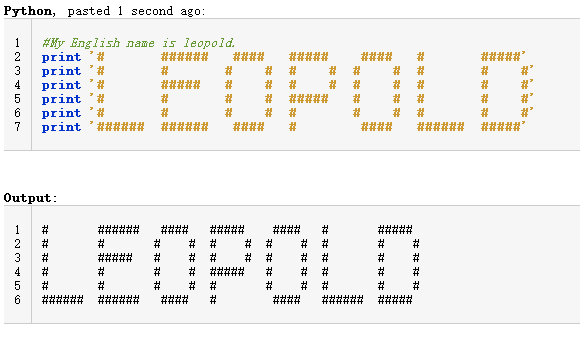 Python, pasted 1 second ago:
1 #My English name is leopold.
2 print '#       ######   ####   #####    ####   #       #####'
3 print '#       #       #    #  #    #  #    #  #       #    #'
4 print '#       #####   #    #  #    #  #    #  #       #    #'
5 print '#       #       #    #  #####   #    #  #       #    #'
6 print '#       #       #    #  #       #    #  #       #    #'
7 print '######  ######   ####   #        ####   ######  #####'
Output:
1 #       ######   ####   #####    ####   #       #####
2 #       #       #    #  #    #  #    #  #       #    #
3 #       #####   #    #  #    #  #    #  #       #    #
4 #       #       #    #  #####   #    #  #       #    #
5 #       #       #    #  #       #    #  #       #    #
6 ######  ######   ####   #        ####   ######  #####